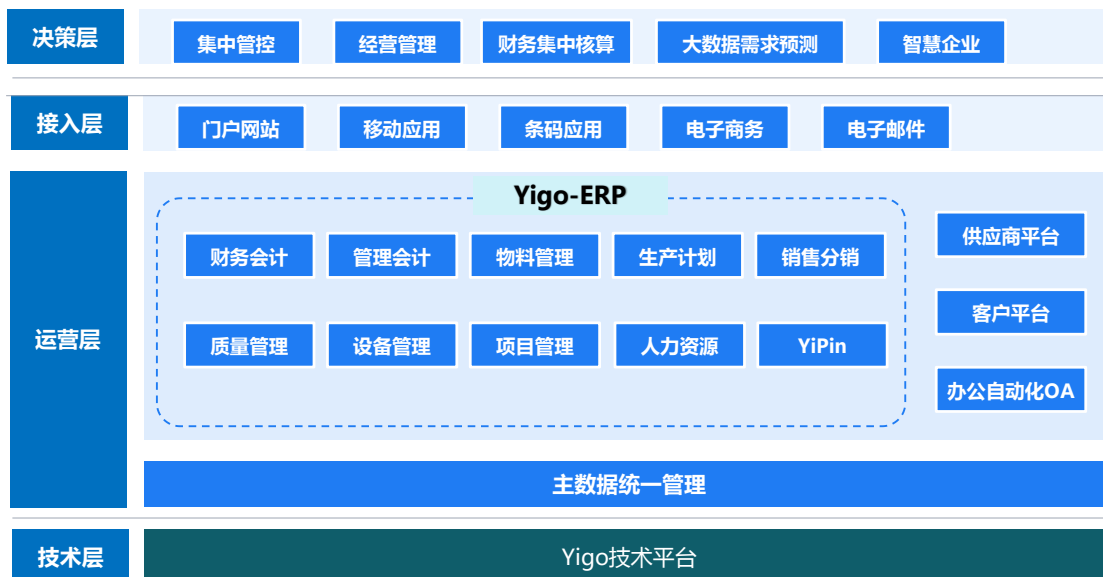 决策层
集中管控
经营管理
财务集中核算
大数据需求预测
智慧企业
接入层
门户网站
移动应用
条码应用
电子商务
电子邮件
运营层
Yigo-ERP
财务会计
管理会计
物料管理
生产计划
销售分销
质量管理
设备管理
项目管理
人力资源
YiPin
供应商平台
客户平台
办公自动化OA
主数据统一管理
技术层
Yigo技术平台